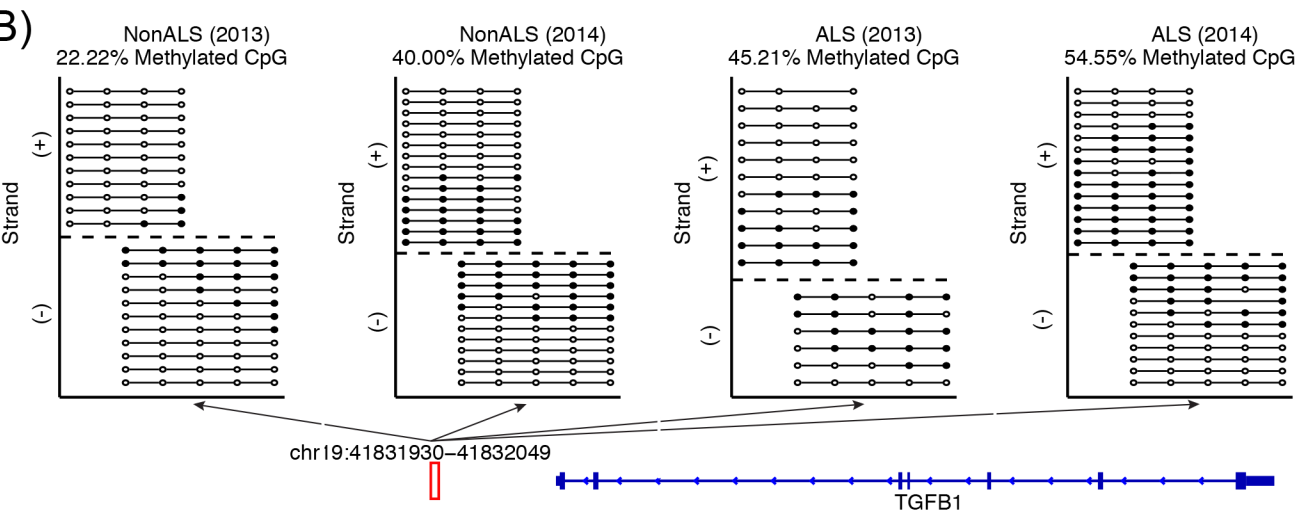 B)
NonALS (2013)
22.22% Methylated CpG
NonALS (2014)
40.00% Methylated CpG
ALS (2013)
45.21% Methylated CpG
ALS (2014)
54.55% Methylated CpG
Strand
(+)
(-)
Strand
(+)
(-)
Strand
(+)
(-)
Strand
(+)
(-)
chr19:41831930−41832049
TGFB1